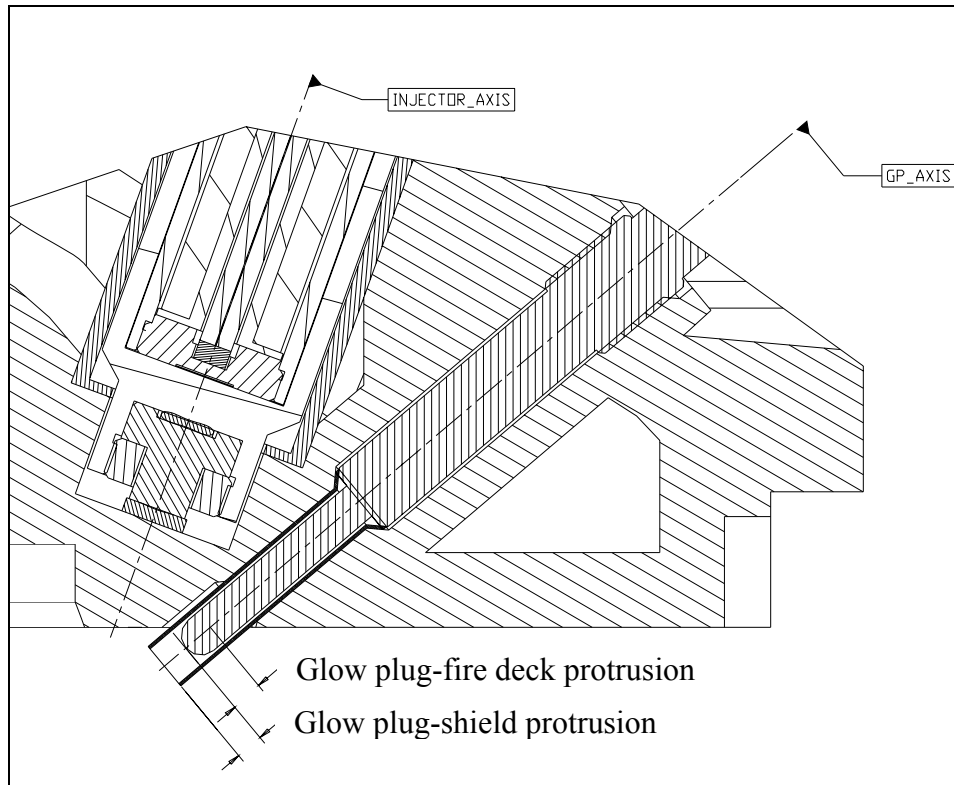 INJECTOR_AXIS
GP_AXIS
Glow plug-fire deck protrusion
Glow plug-shield protrusion